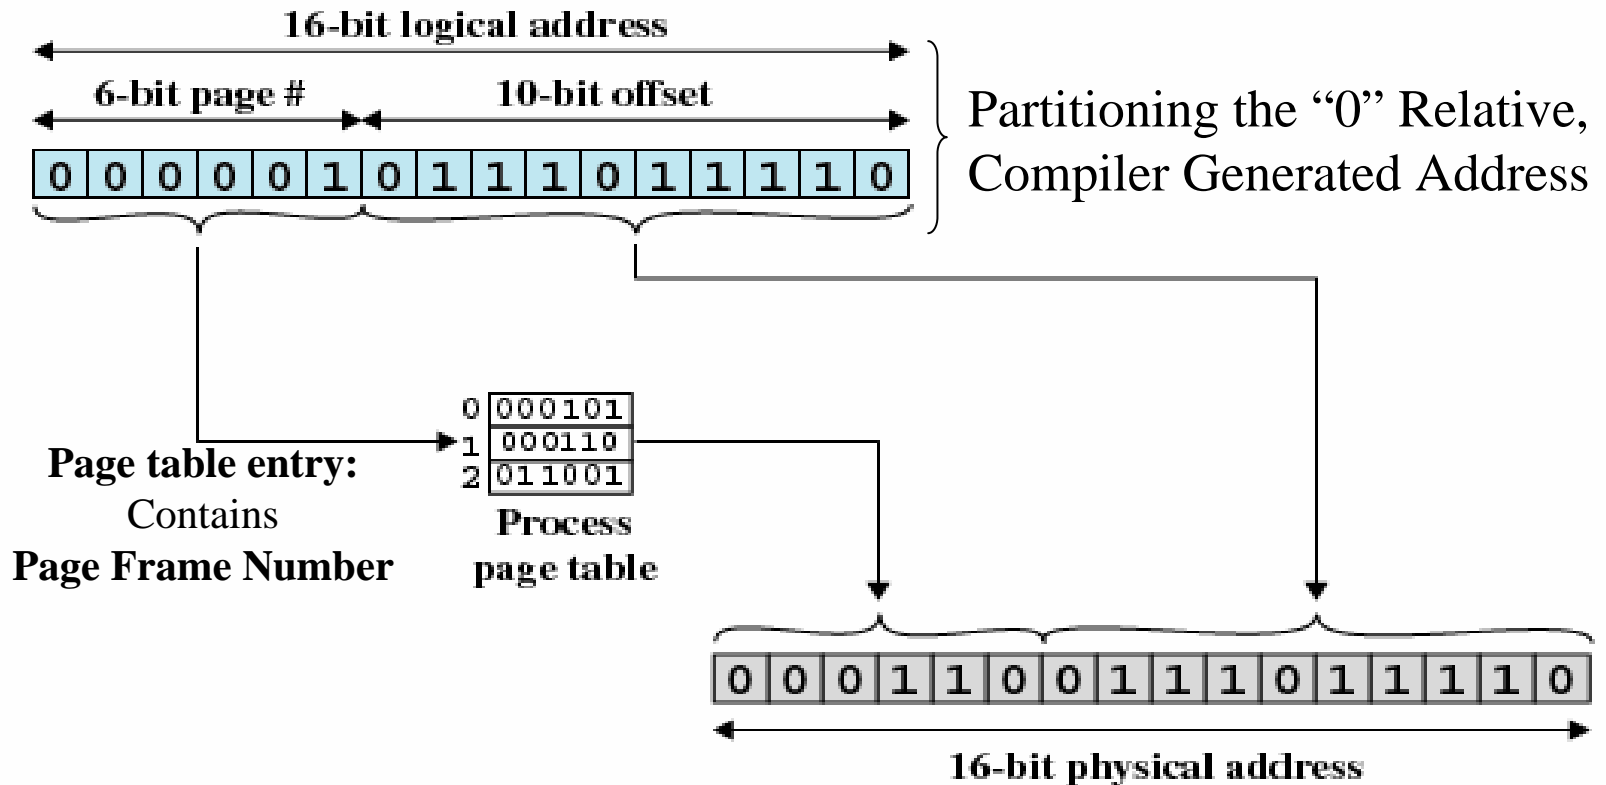 16-bit logical address
6-bit page #
10-bit offset
0 0 0 0 0 1 0 1 1 1 0 1 1 1 1 0
Partitioning the “0” Relative,
Compiler Generated Address
0 000101
1 000110
2 011001
Page table entry:
Contains
Page Frame Number
Process
page table
0 0 0 1 1 0 0 1 1 1 0 1 1 1 1 0
16-bit physical address